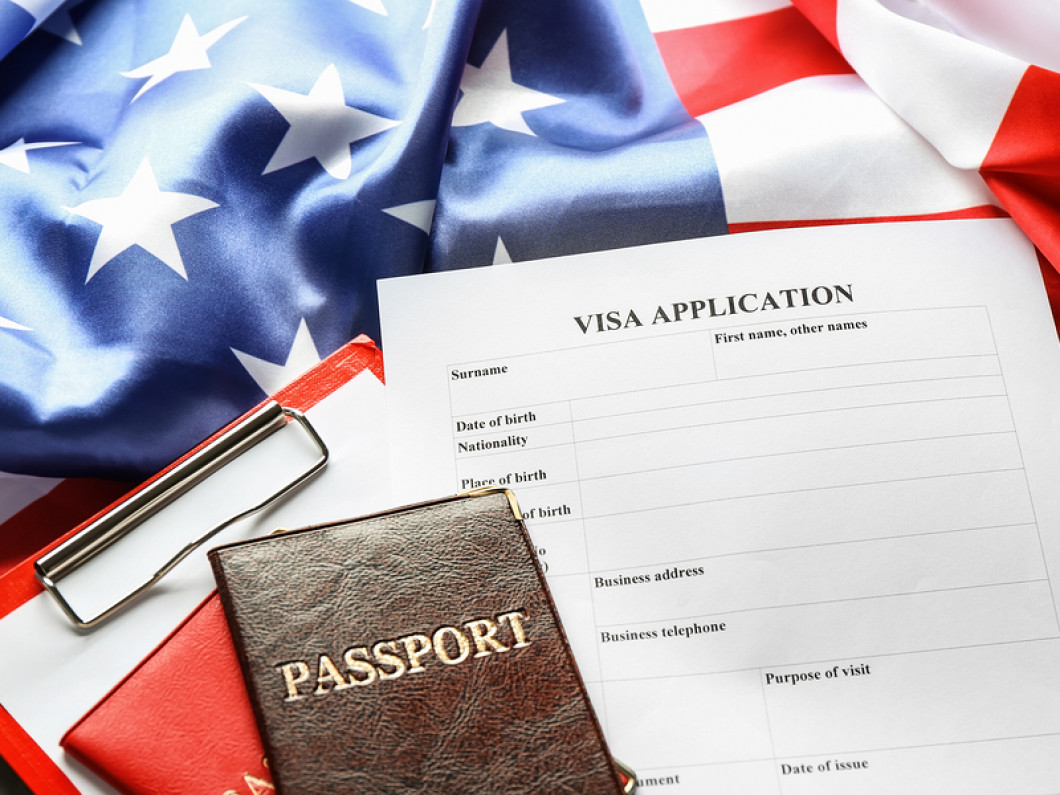 VISA APPLICATION
Surname
First name, other names
Date of birth
Nationality
Place of birth
of birth
Business address
Business telephone
Purpose of visit
Date of issue
PASSPORT